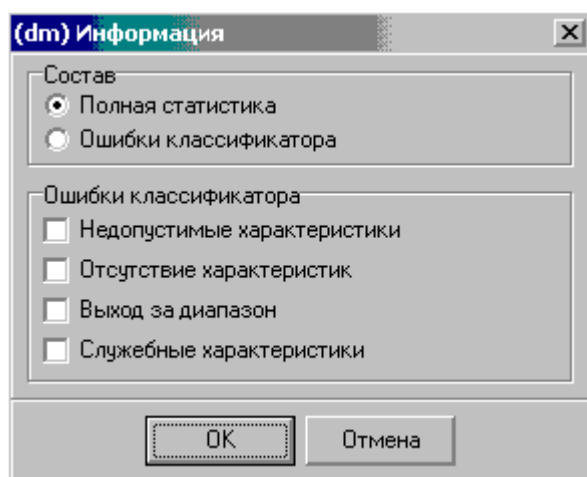 (dm) Информация
Состав
Полная статистика
Ошибки классификатора
Ошибки классификатора
Недопустимые характеристики
Отсутствие характеристик
Выход за диапазон
Служебные характеристики
OK
Отмена